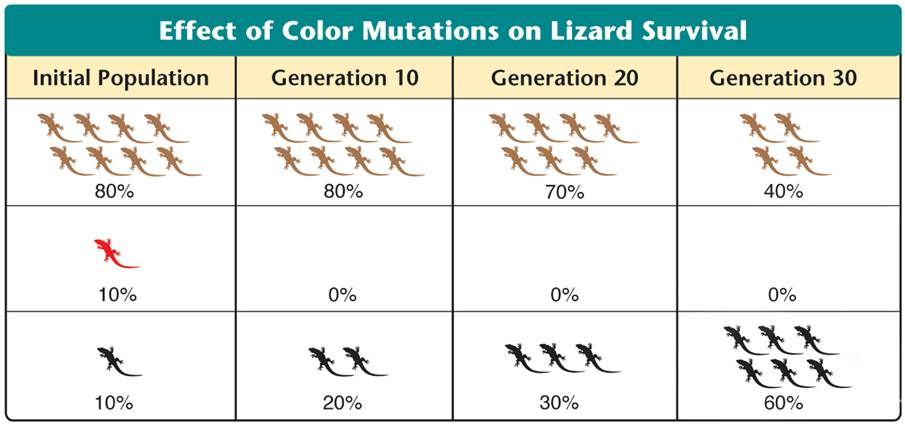 Effect of Color Mutations on Lizard Survival
Initial Population Generation 10 Generation 20 Generation 30
80% 80% 70% 40%
10% 0% 0% 0%
10% 20% 30% 60%